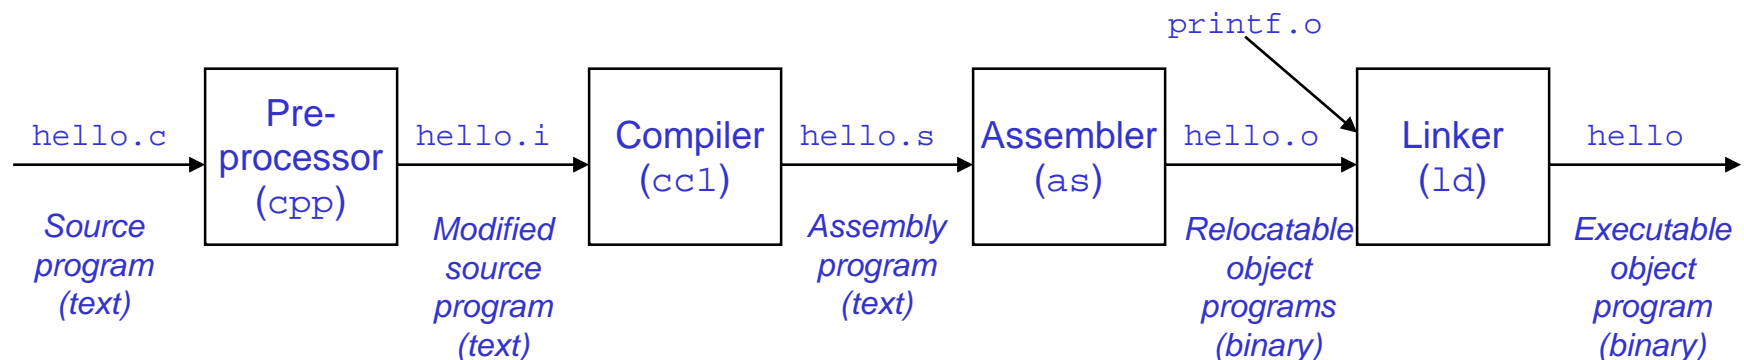 printf.o
hello.c
Pre-
processor
(cpp)
hello.i
Compiler
(cc1)
hello.s
Assembler
(as)
hello.o
Linker
(ld)
hello
Source
program
(text)
Modified
source
program
(text)
Assembly
program
(text)
Relocatable
object
programs
(binary)
Executable
object
program
(binary)